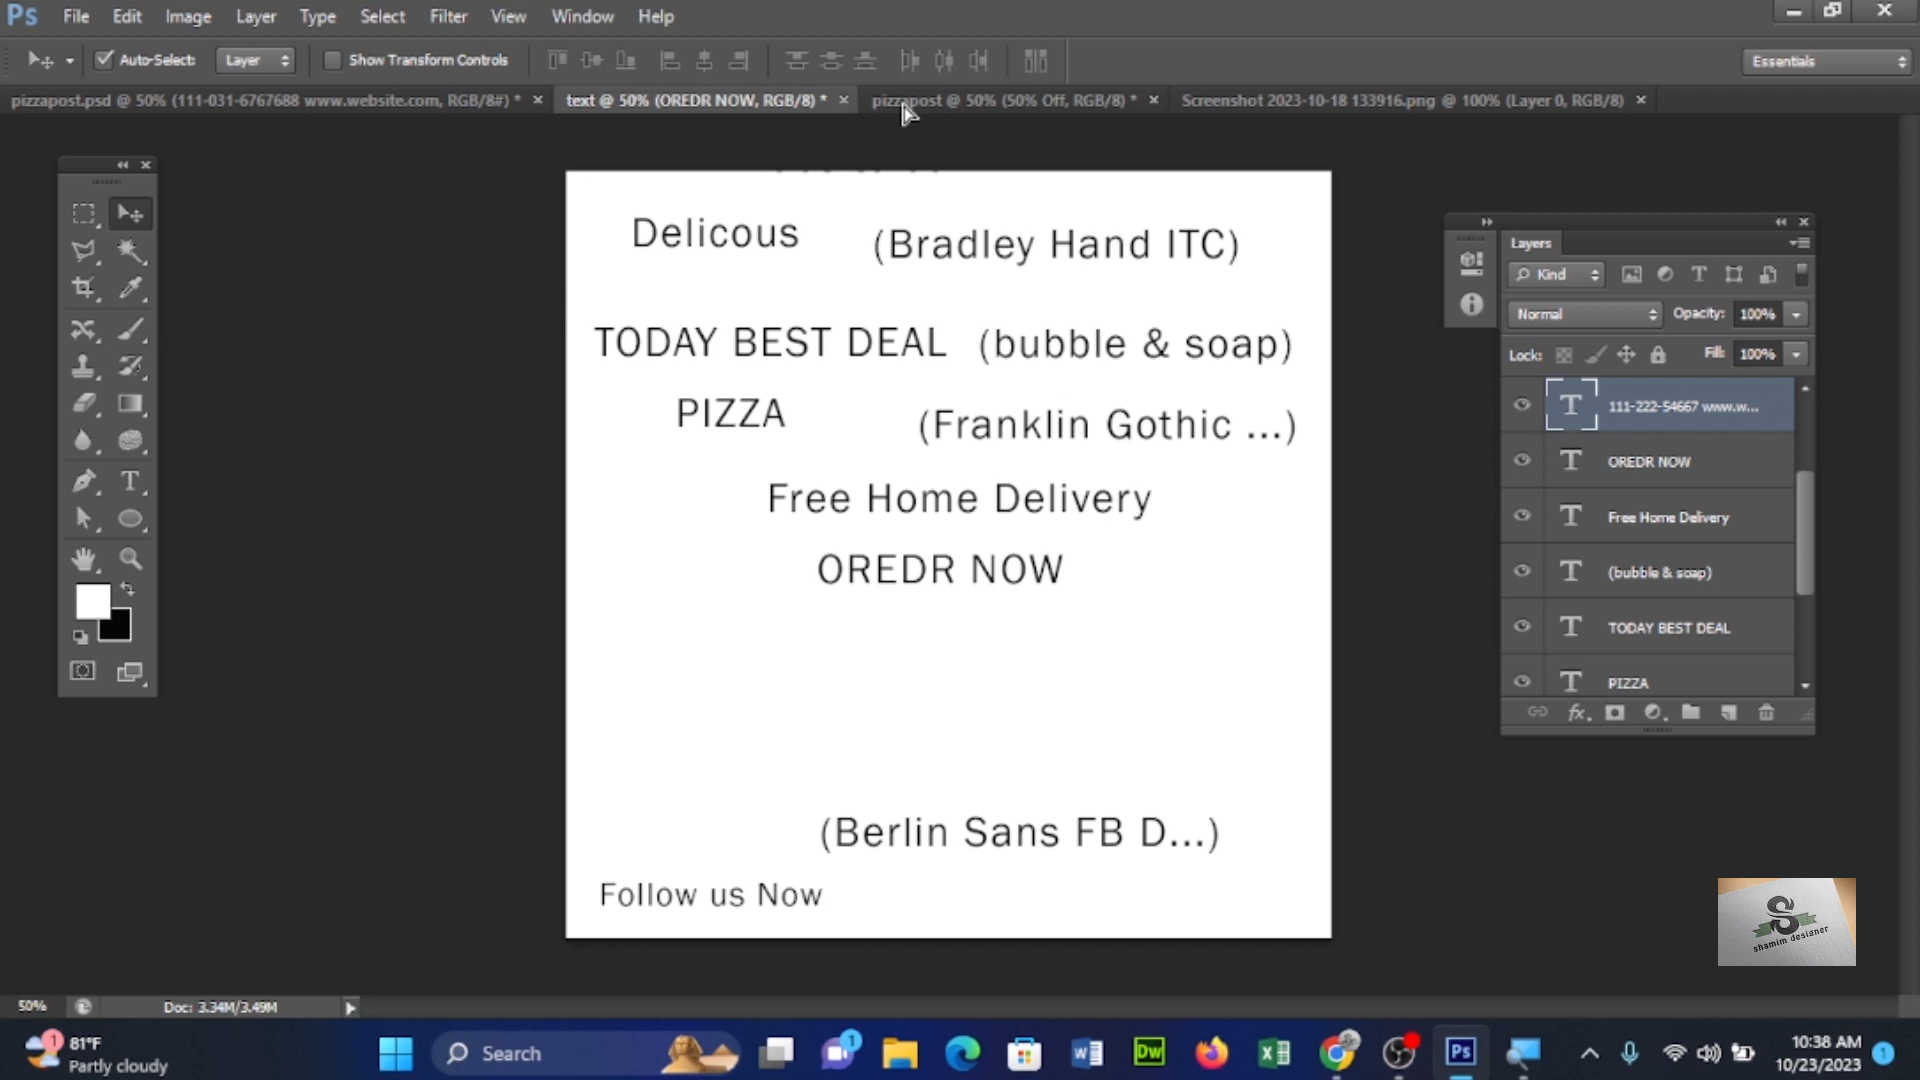 Ps File Edit Image Layer Type Select Filter View Window Help
Auto-Select: Layer Show Transform Controls Essentials
pizzapost.psd @ 50% (111-031-6767688 www.website.com, RGB/8#) * text @ 50% (OREDR NOW, RGB/8) * pizzapost @ 50% (50% Off, RGB/8) * Screenshot 2023-10-18 133916.png @ 100% (Layer 0, RGB/8)
Delicous (Bradley Hand ITC)
TODAY BEST DEAL (bubble & soap)
PIZZA (Franklin Gothic ...)
Free Home Delivery
OREDR NOW
(Berlin Sans FB D...)
Follow us Now
Layers
Kind
Normal Opacity: 100%
Lock: Fill: 100%
111-222-54667 www.w...
OREDR NOW
Free Home Delivery
(bubble & soap)
TODAY BEST DEAL
PIZZA
fx
S
shamim designer
50% Doc: 3.34M/3.49M
1 81°F
Partly cloudy
Search
1
Dw
Ps
10:38 AM
10/23/2023
1